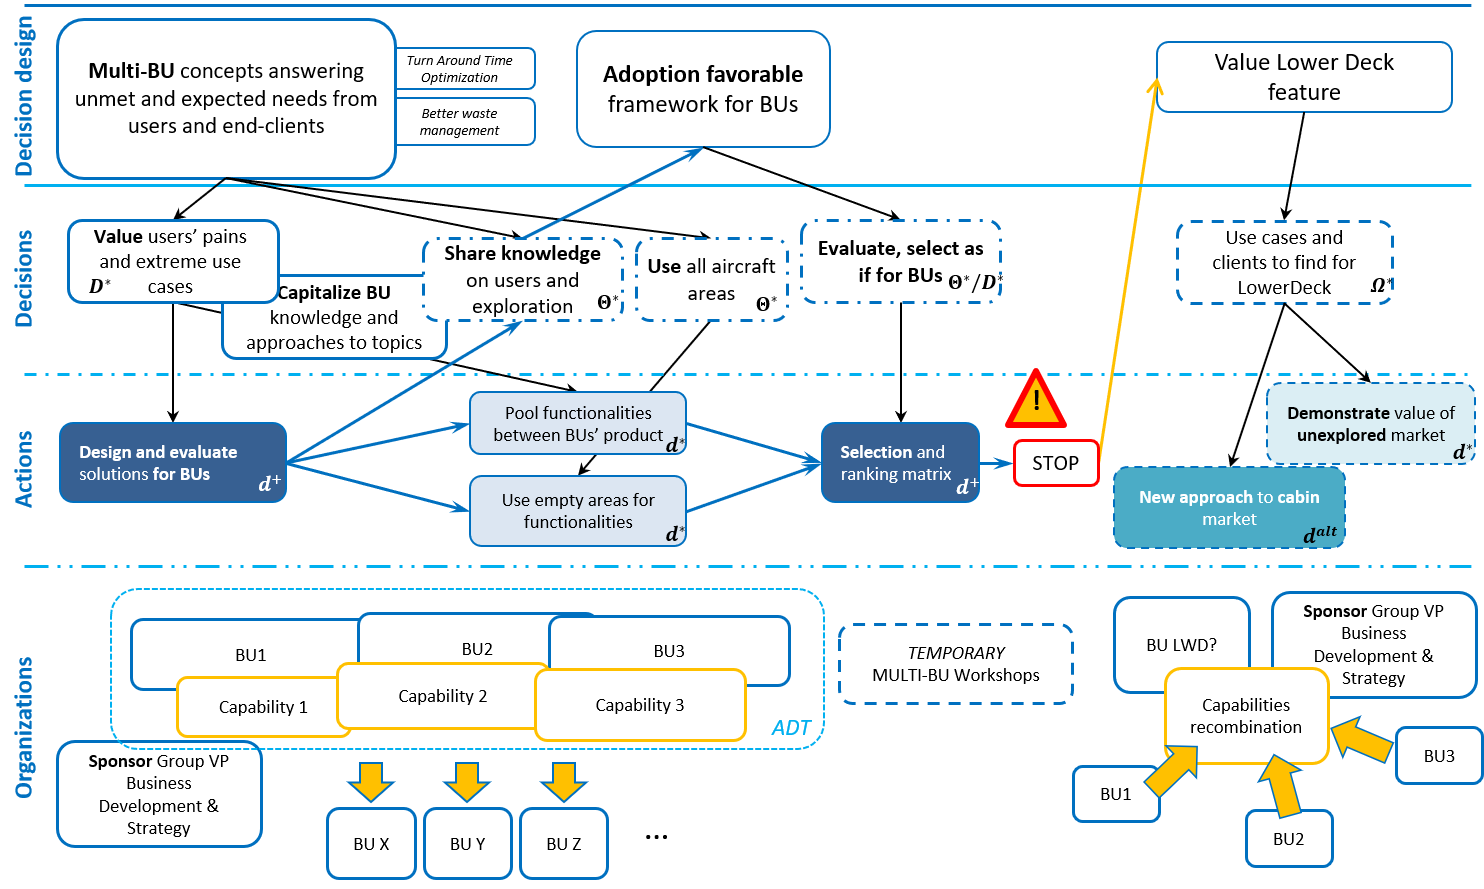 Decision design
Multi-BU concepts answering
unmet and expected needs from
users and end-clients
Turn Around Time
Optimization
Better waste
management
Adoption favorable
framework for BUs
Value Lower Deck
feature
Decisions
Value users’ pains
and extreme use
cases
D*
Capitalize BU
knowledge and
approaches to topics
Share knowledge
on users and
exploration
Θ*
Use all aircraft
areas
Θ*
Evaluate, select as
if for BUs
Θ*/D*
Use cases and
clients to find for
LowerDeck
Ω*
Actions
Design and evaluate
solutions for BUs
d+
Pool functionalities
between BUs’ product
d*
Use empty areas for
functionalities
d*
Selection and
ranking matrix
d+
!
STOP
Demonstrate value of
unexplored market
d*
New approach to cabin
market
d^alt
Organizations
BU1
BU2
BU3
Capability 1
Capability 2
Capability 3
ADT
Sponsor Group VP
Business
Development &
Strategy
BU X
BU Y
BU Z
...
TEMPORARY
MULTI-BU Workshops
BU LWD?
Sponsor Group VP
Business
Development &
Strategy
Capabilities
recombination
BU1
BU2
BU3